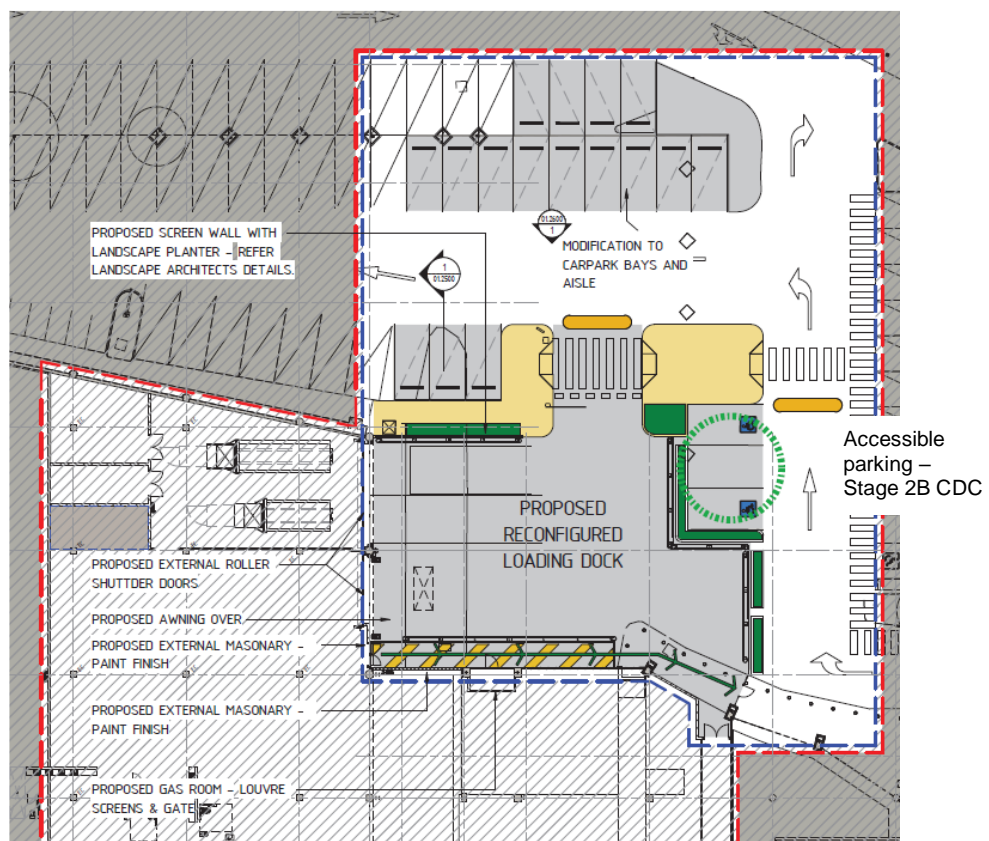 PROPOSED SCREEN WALL WITH
LANDSCAPE PLANTER - REFER
LANDSCAPE ARCHITECTS DETAILS.
1
01.2500
01.2600
1
MODIFICATION TO
CARPARK BAYS AND
AISLE
Accessible
parking –
Stage 2B CDC
PROPOSED
RECONFIGURED
LOADING DOCK
PROPOSED EXTERNAL ROLLER
SHUTTDER DOORS
PROPOSED AWNING OVER
PROPOSED EXTERNAL MASONARY -
PAINT FINISH
PROPOSED EXTERNAL MASONARY -
PAINT FINISH
PROPOSED GAS ROOM - LOUVRE
SCREENS & GATE